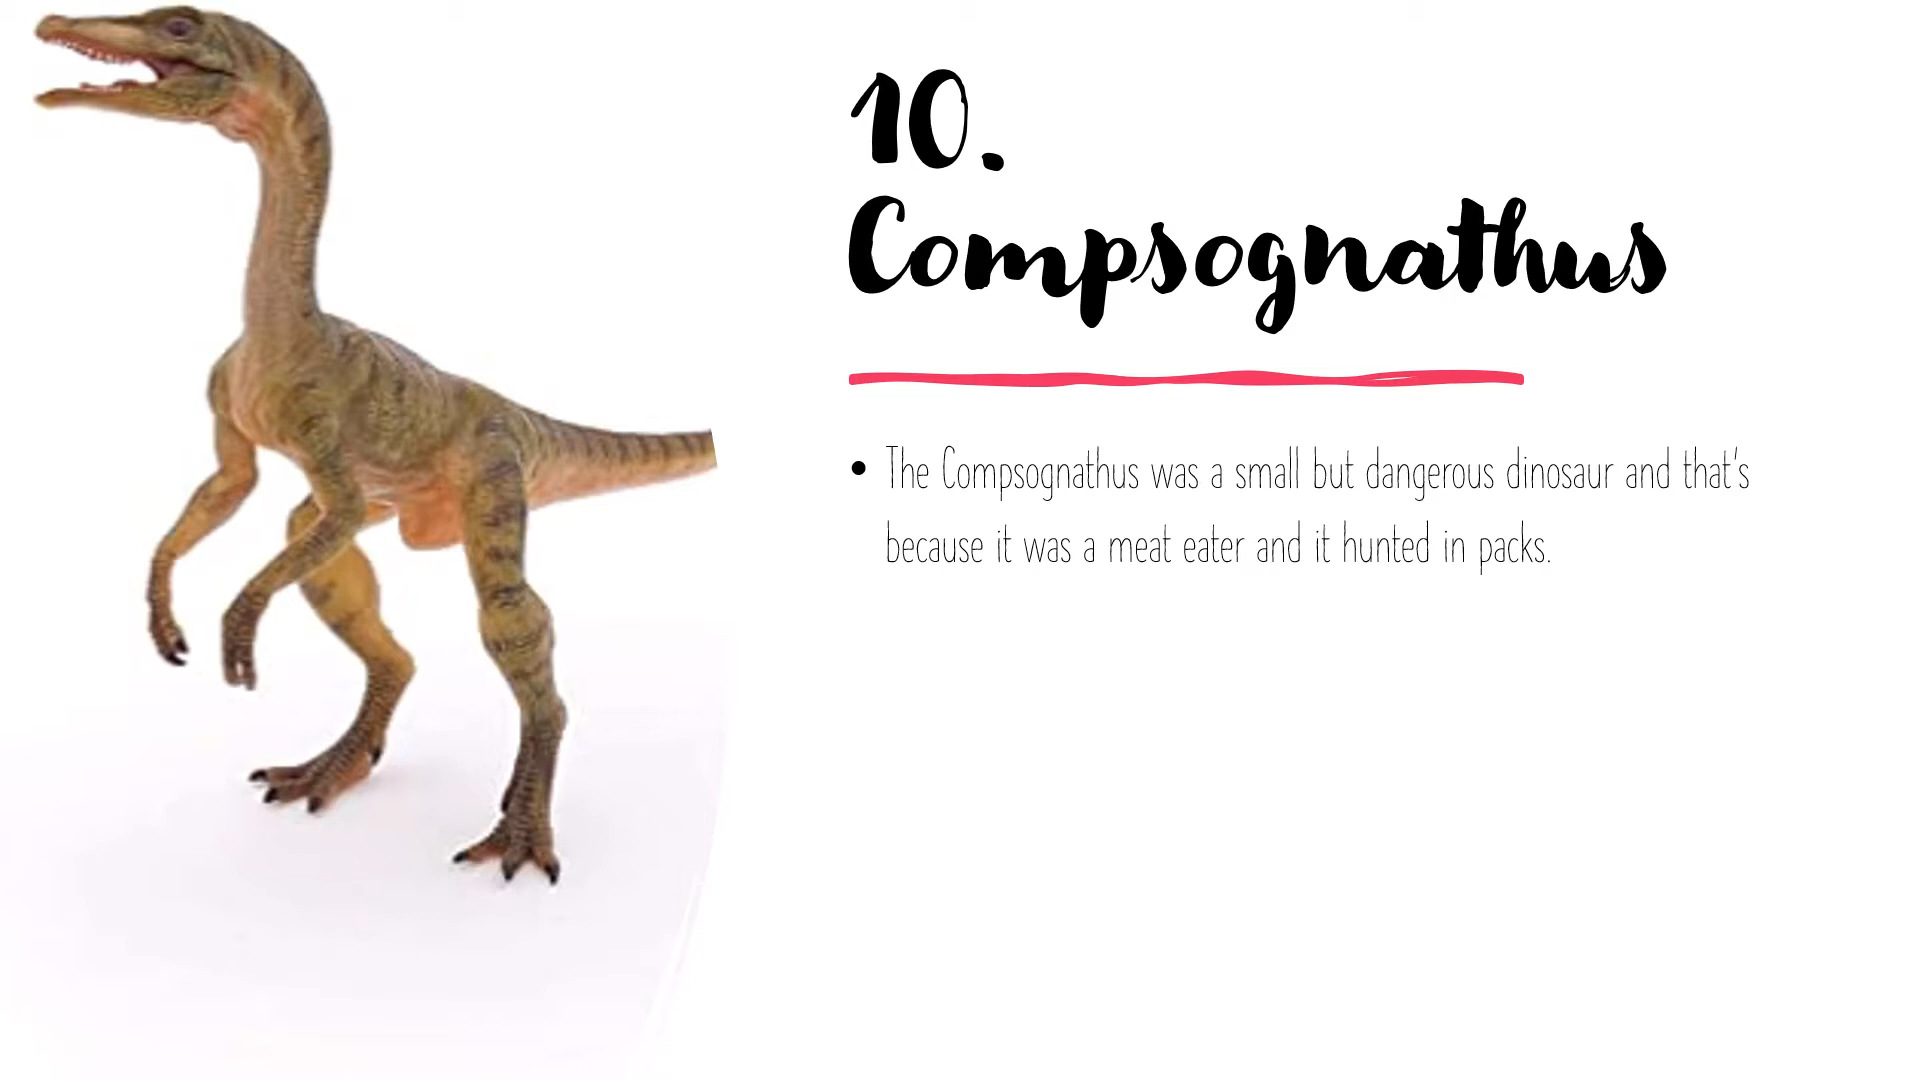 10.
Compsognathus
• The Compsognathus was a small but dangerous dinosaur and that's
because it was a meat eater and it hunted in packs.